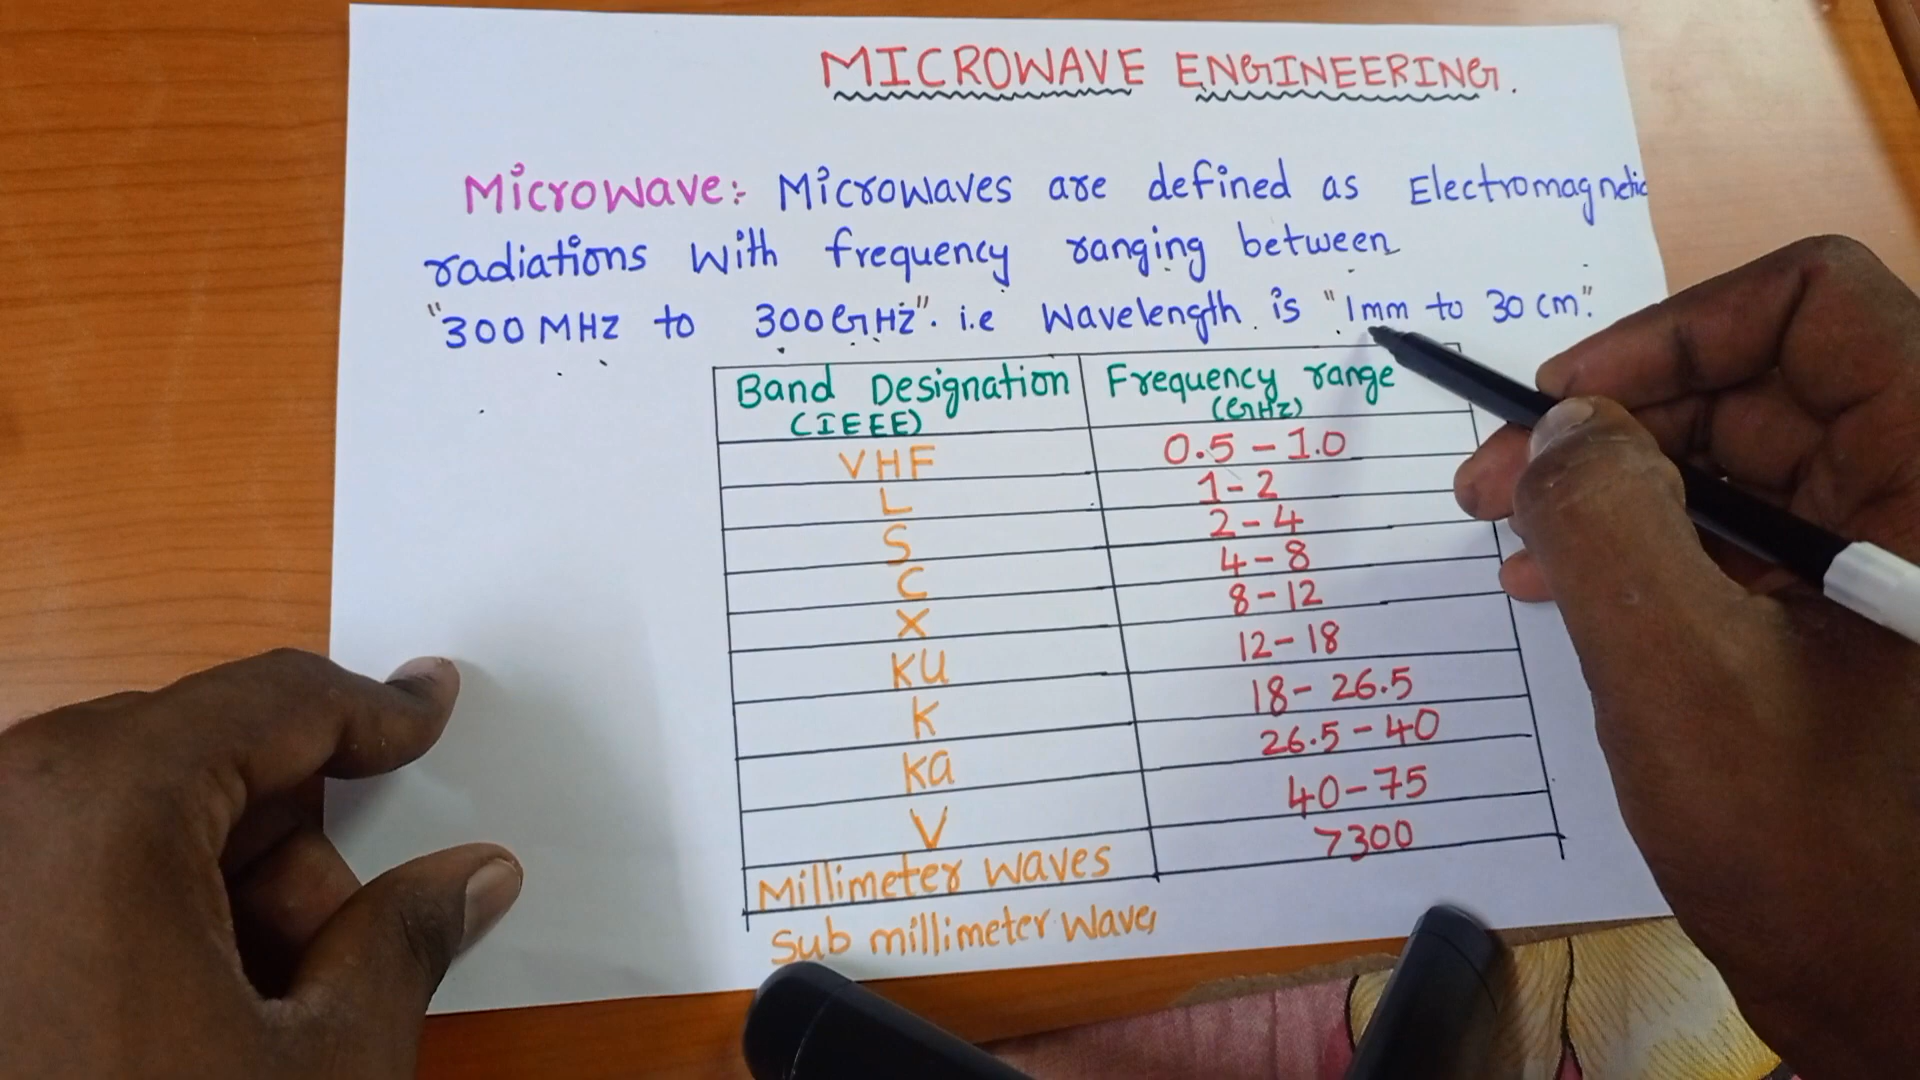 MICROWAVE ENGINEERING.
Microwave:- Microwaves are defined as Electromagnetic
radiations with frequency ranging between
"300 MHz to 300GHz". i.e Wavelength is "1mm to 30 cm".
Band Designation Frequency range
(IEEE) (GHz)
VHF 0.5 - 1.0
L 1-2
S 2-4
C 4-8
X 8-12
KU 12-18
K 18-26.5
Ka 26.5-40
V 40-75
Millimeter waves >300
Sub millimeter waves